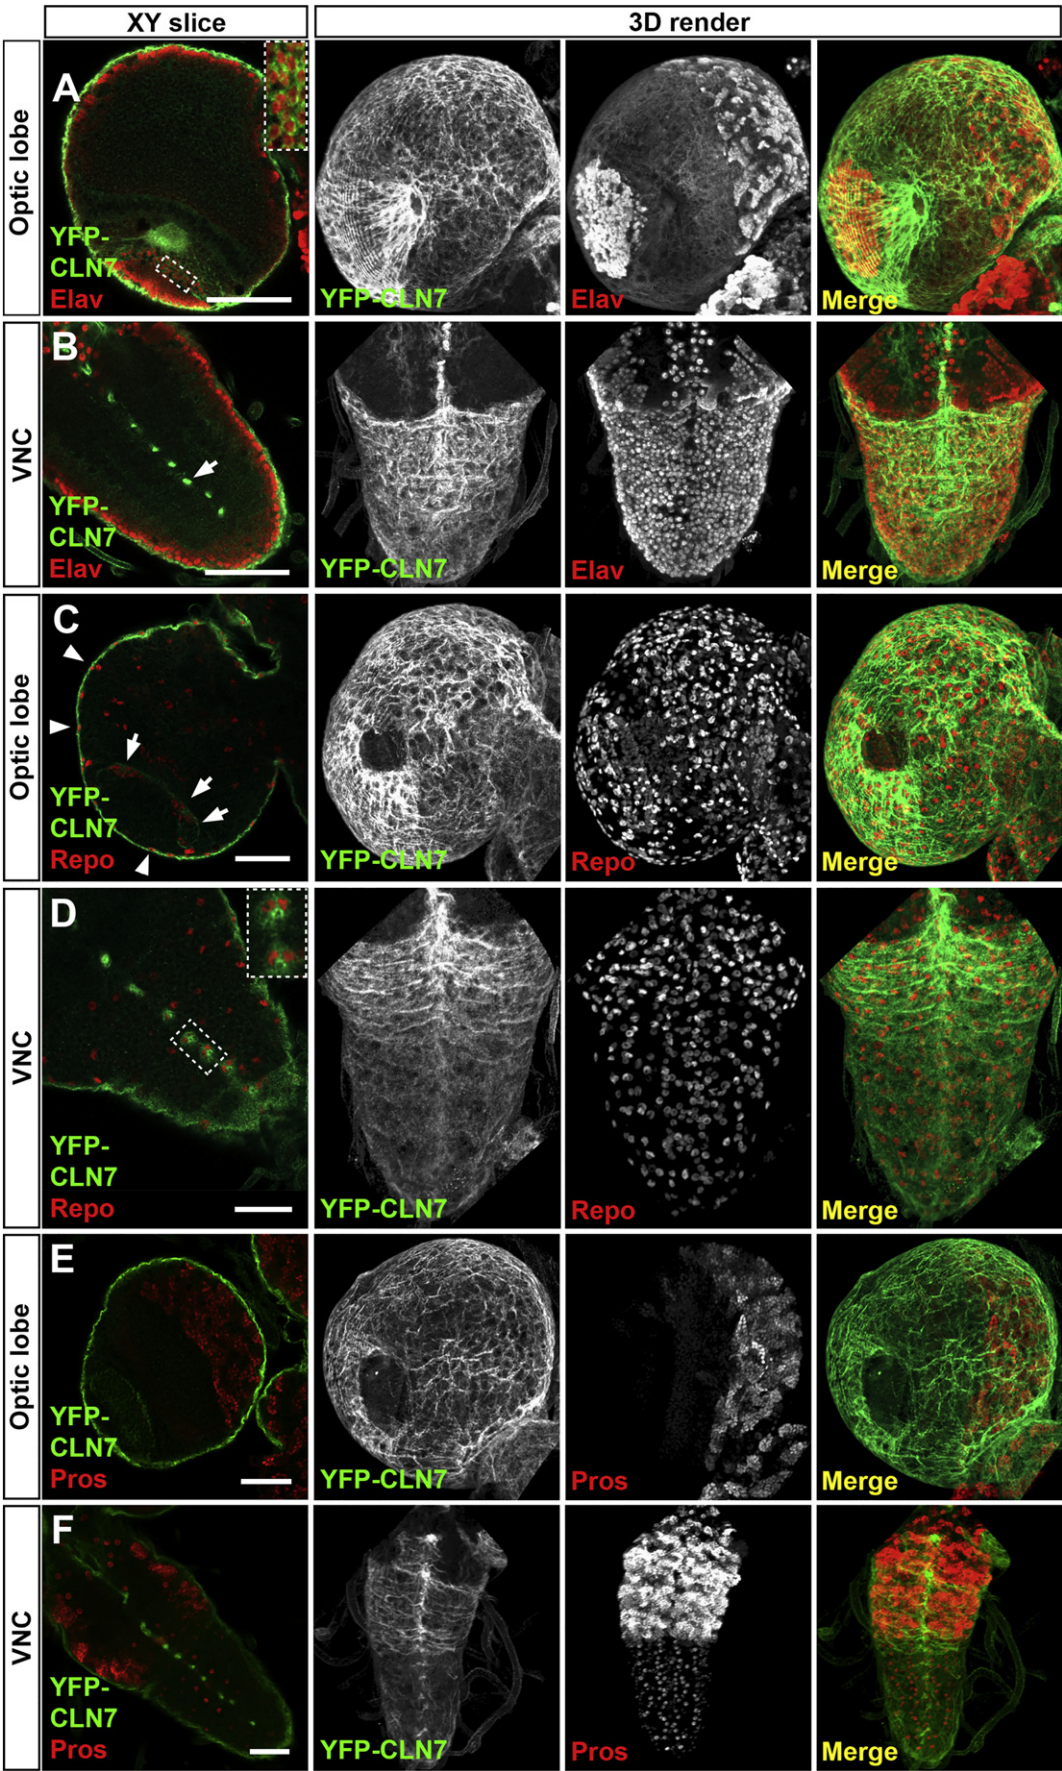 XY slice
3D render
Optic lobe
A
YFP-
CLN7
Elav
YFP-CLN7
Elav
Merge
VNC
B
YFP-
CLN7
Elav
YFP-CLN7
Elav
Merge
Optic lobe
C
YFP-
CLN7
Repo
YFP-CLN7
Repo
Merge
VNC
D
YFP-
CLN7
Repo
YFP-CLN7
Repo
Merge
Optic lobe
E
YFP-
CLN7
Pros
YFP-CLN7
Pros
Merge
VNC
F
YFP-
CLN7
Pros
YFP-CLN7
Pros
Merge